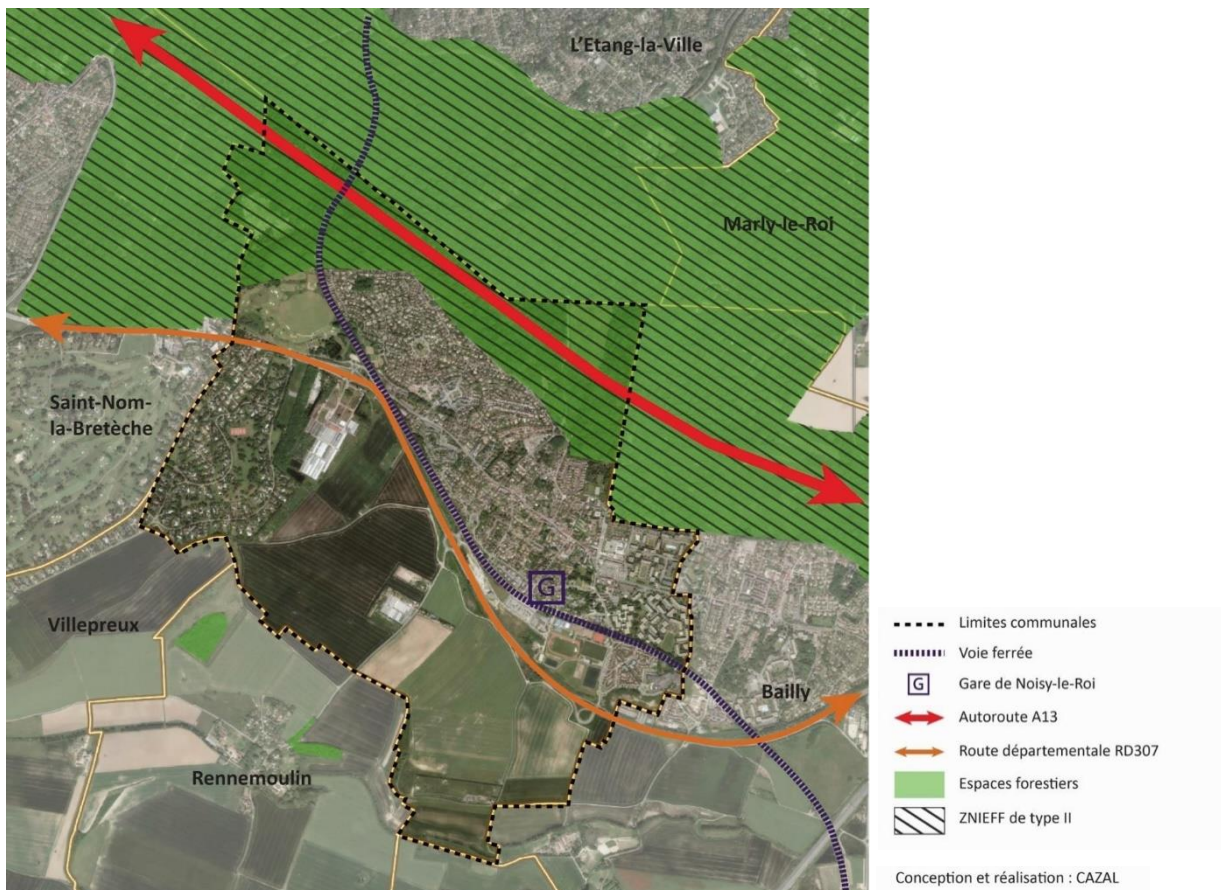 L'Etang-la-Ville
Marly-le-Roi
Saint-Nom-
la-Bretèche
G
Villepreux
Bailly
Rennemoulin
Limites communales
Voie ferrée
G
Gare de Noisy-le-Roi
Autoroute A13
Route départementale RD307
Espaces forestiers
ZNIEFF de type II
Conception et réalisation : CAZAL